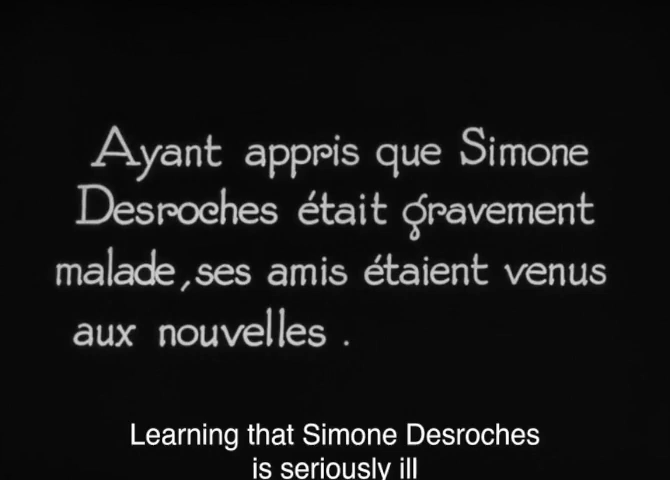 Ayant appris que Simone
Desroches était gravement
malade, ses amis étaient venus
aux nouvelles .
Learning that Simone Desroches
is seriously ill